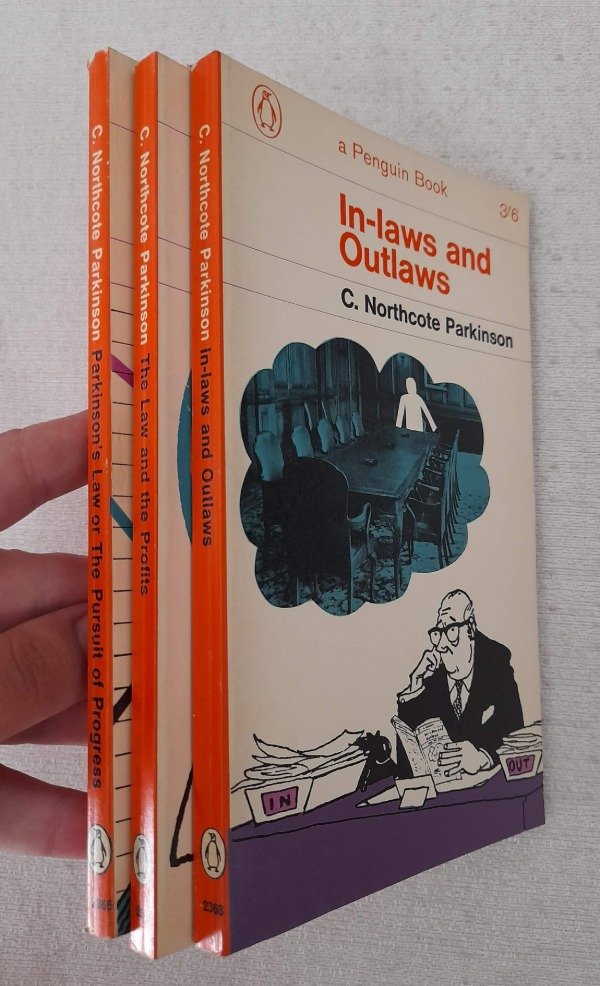 C. Northcote Parkinson Parkinson's Law or The Pursuit of Progress
C. Northcote Parkinson The Law and the Profits
C. Northcote Parkinson In-laws and Outlaws
a Penguin Book
3/6
In-laws and
Outlaws
C. Northcote Parkinson
IN
OUT